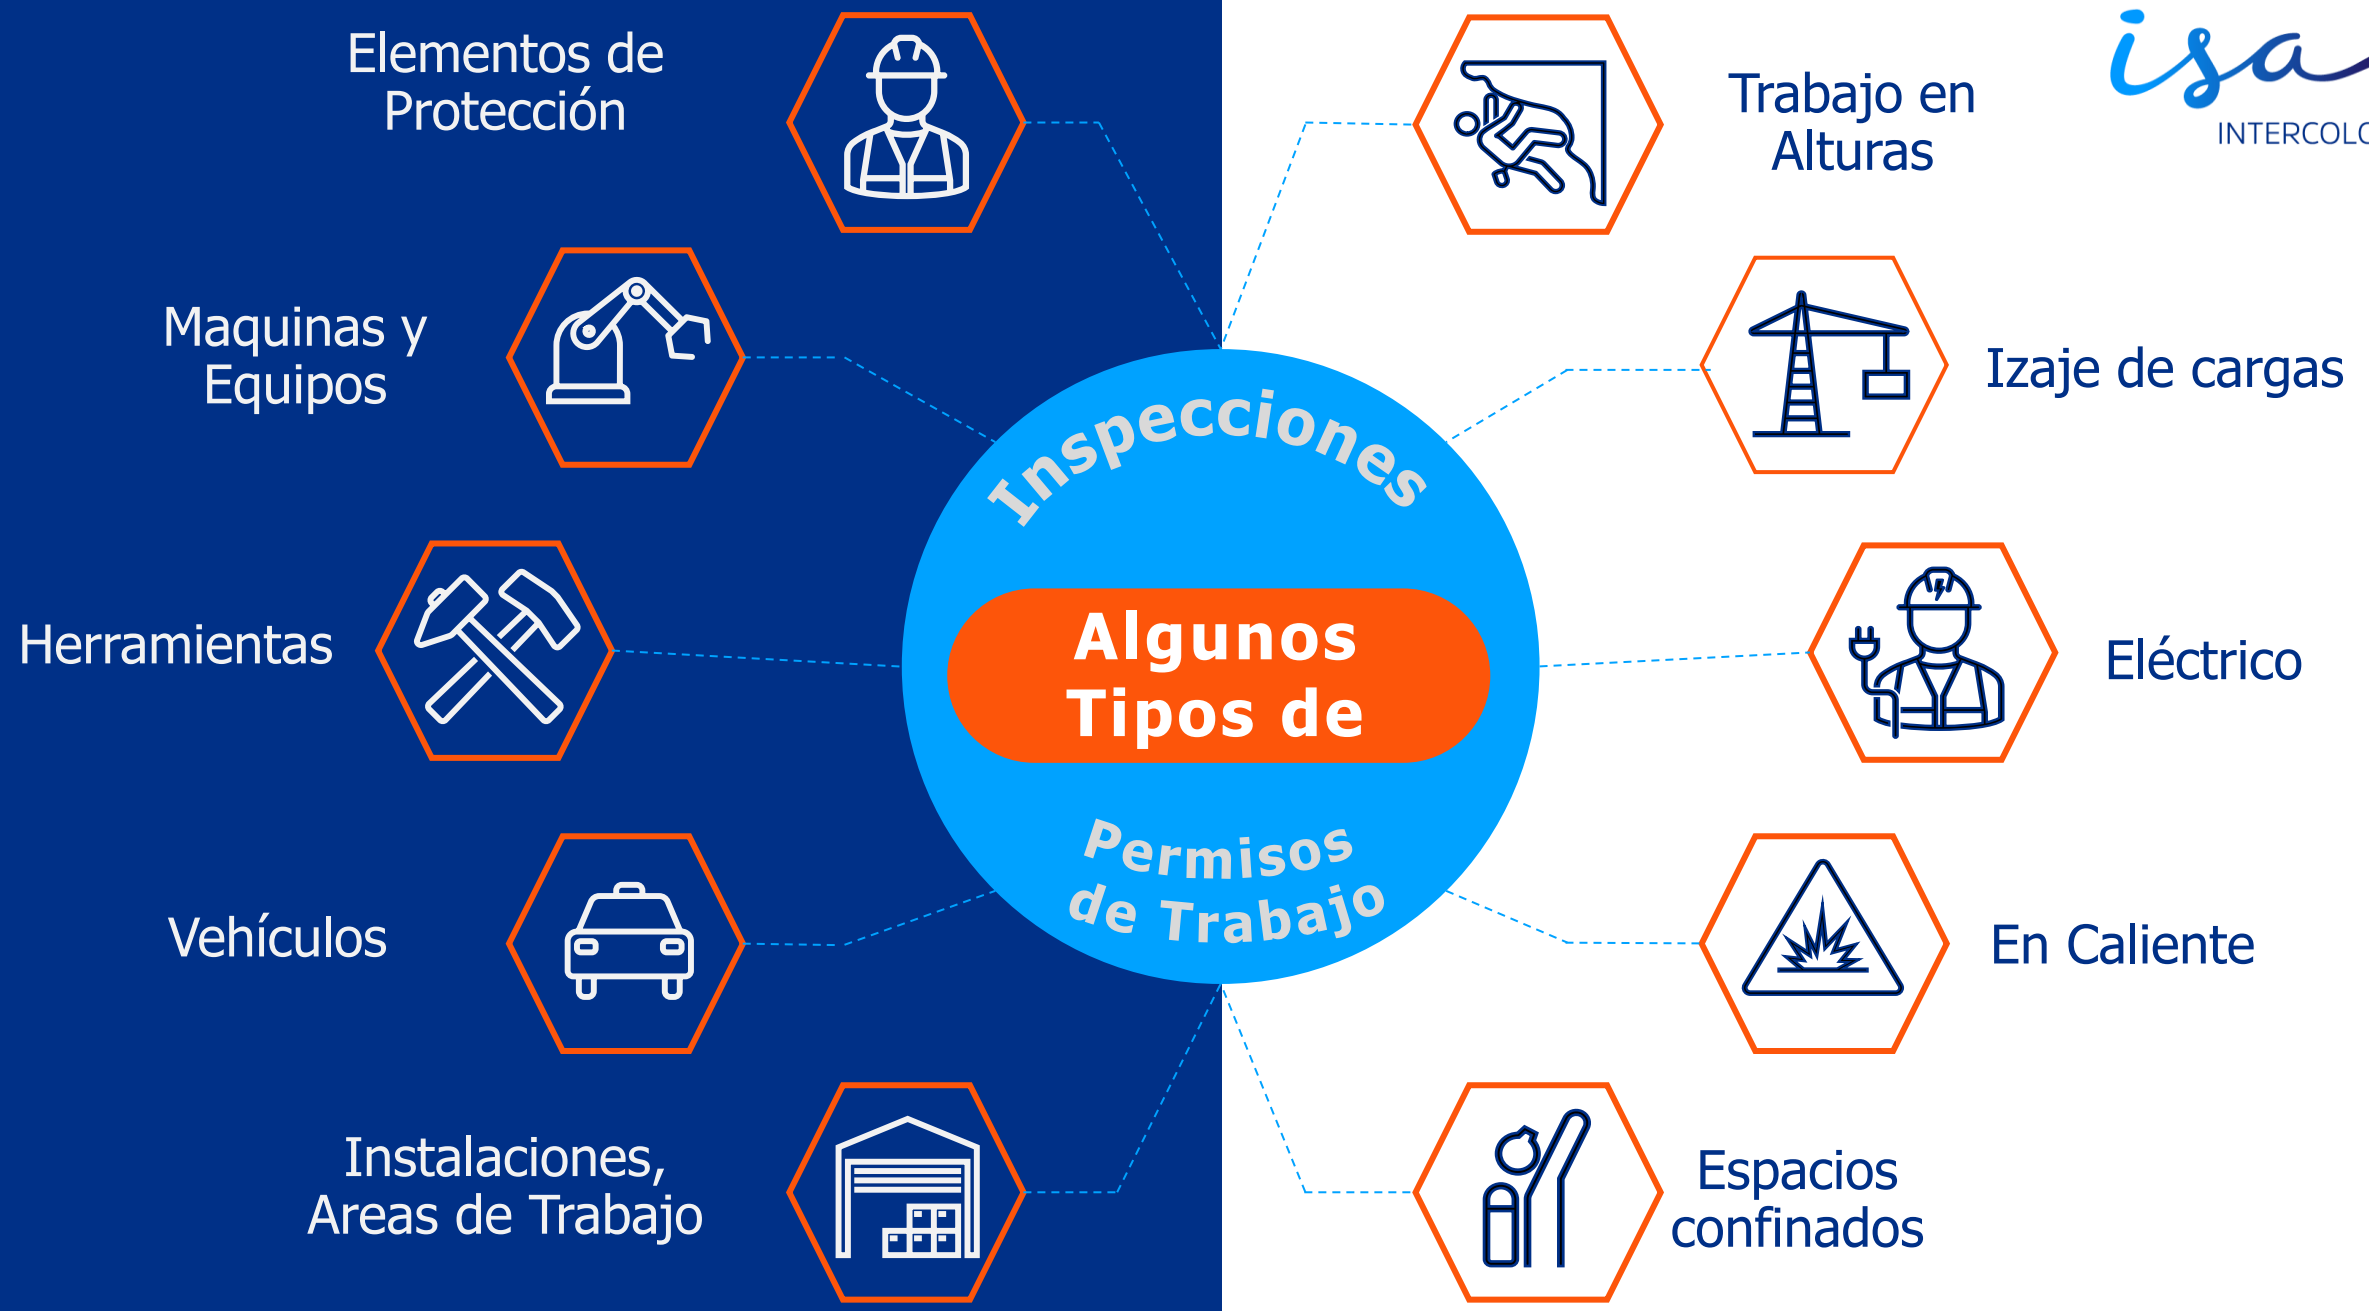 Elementos de
Protección
Maquinas y
Equipos
Herramientas
Vehículos
Instalaciones,
Areas de Trabajo
Inspecciones
Algunos
Tipos de
Permisos
de Trabajo
Trabajo en
Alturas
Izaje de cargas
Eléctrico
En Caliente
Espacios
confinados
isa
INTERCOLO